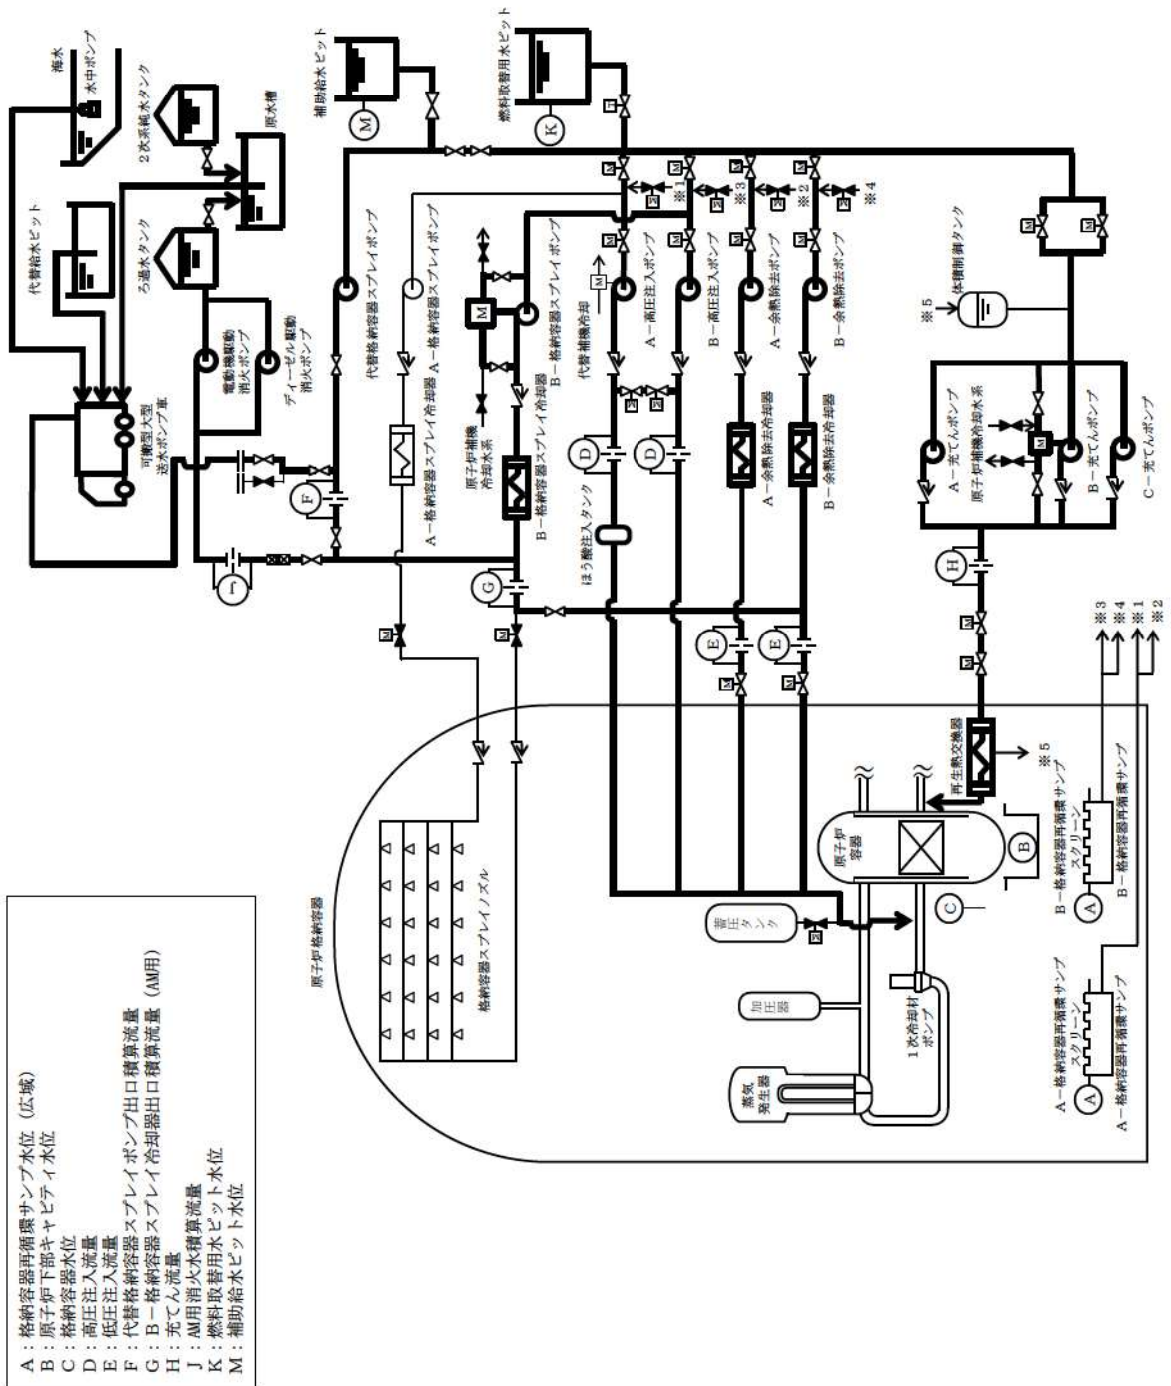 A：格納容器再循環サンプ水位（広域）
B：原子炉下部キャビティ水位
C：格納容器水位
D：高圧注入流量
E：低圧注入流量
F：代替格納容器スプレイポンプ出口積算流量
G：B－格納容器スプレイ冷却器出口積算流量（AM用）
H：充てん流量
J：AM用消火水積算流量
K：燃料取替用水ピット水位
M：補助給水ピット水位
海水
水中ポンプ
2次系純水タンク
原水槽
代替給水ピット
ろ過水タンク
可搬型大型
送水ポンプ車
電動機駆動
消火ポンプ
ディーゼル駆動
消火ポンプ
補助給水ピット
M
燃料取替用水ピット
K
代替格納容器スプレイポンプ
A－格納容器スプレイポンプ
A－格納容器スプレイ冷却器
B－格納容器スプレイポンプ
B－格納容器スプレイ冷却器
原子炉補機
冷却水系
代替補機冷却
A－高圧注入ポンプ
B－高圧注入ポンプ
A－余熱除去ポンプ
B－余熱除去ポンプ
※1
※3
※2
※4
F
J
G
D
D
ほう酸注入タンク
A－余熱除去冷却器
B－余熱除去冷却器
E
E
体積制御タンク
※5
A－充てんポンプ
原子炉補機冷却水系
B－充てんポンプ
C－充てんポンプ
H
※3
※4
※1
※2
原子炉格納容器
格納容器スプレイノズル
蓄圧タンク
加圧器
蒸気
発生器
1次冷却材
ポンプ
原子炉
容器
再生熱交換器
※5
B
C
B－格納容器再循環サンプ
スクリーン
A
B－格納容器再循環サンプ
A－格納容器再循環サンプ
スクリーン
A
A－格納容器再循環サンプ